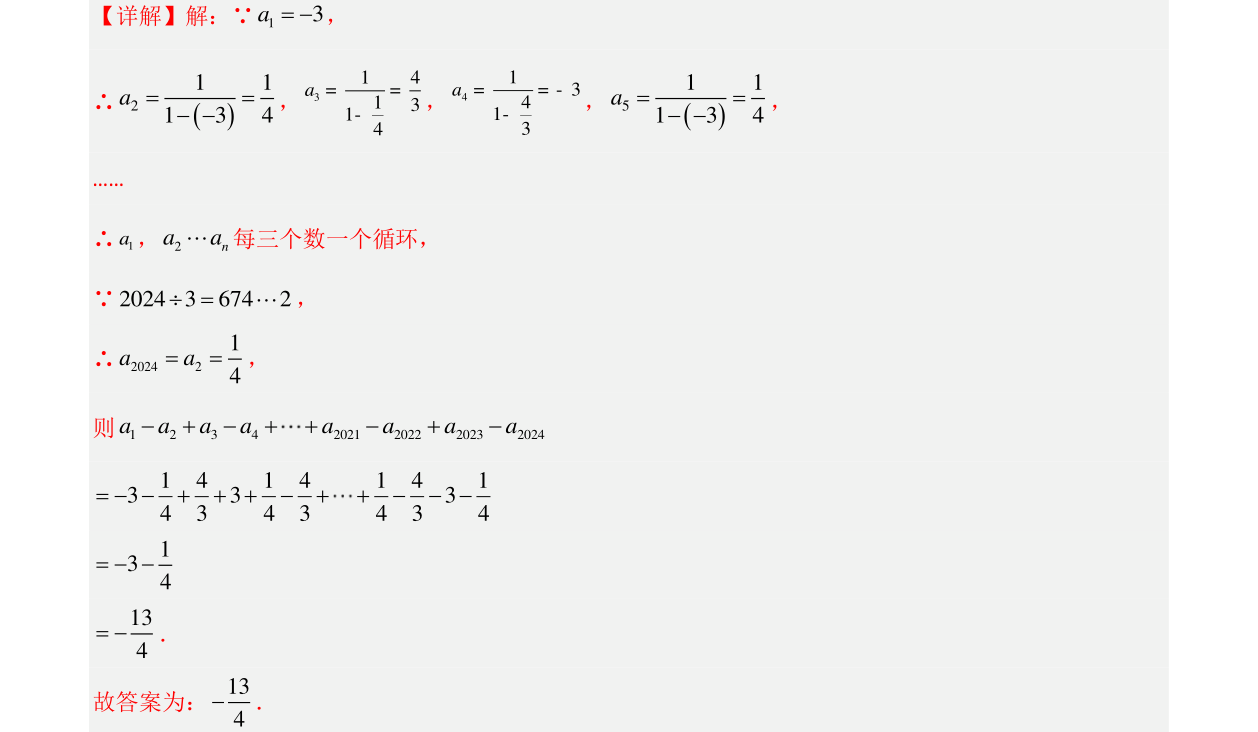 【详解】解：∵ a₁ = −3，
∴ a₂ = 1/(1−(−3)) = 1/4， a₃ = 1/(1- 1/4) = 4/3， a₄ = 1/(1- 4/3) = - 3， a₅ = 1/(1−(−3)) = 1/4，
……
∴ a₁， a₂ ⋯ aₙ 每三个数一个循环，
∵ 2024 ÷ 3 = 674 ⋯ 2，
∴ a₂₀₂₄ = a₂ = 1/4，
则 a₁ − a₂ + a₃ − a₄ + ⋯ + a₂₀₂₁ − a₂₀₂₂ + a₂₀₂₃ − a₂₀₂₄
= −3 − 1/4 + 4/3 + 3 + 1/4 − 4/3 + ⋯ + 1/4 − 4/3 − 3 − 1/4
= −3 − 1/4
= − 13/4．
故答案为： − 13/4．